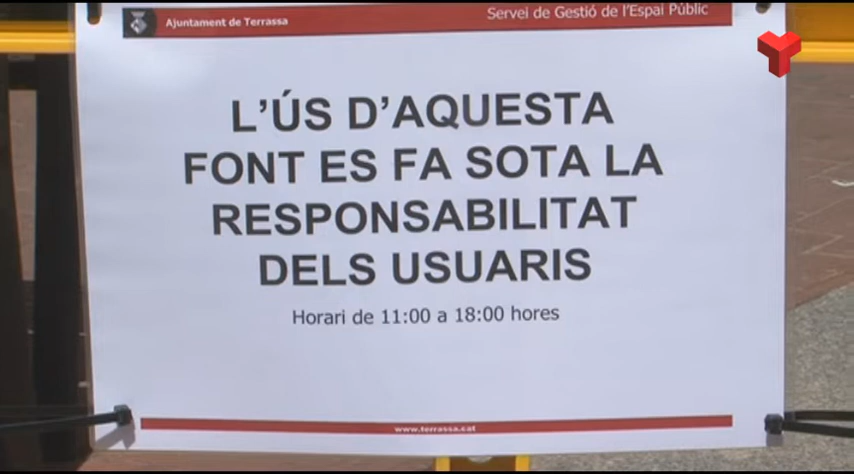 Ajuntament de Terrassa
Servei de Gestió de l'Espai Públic
L'ÚS D'AQUESTA
FONT ES FA SOTA LA
RESPONSABILITAT
DELS USUARIS
Horari de 11:00 a 18:00 hores
www.terrassa.cat